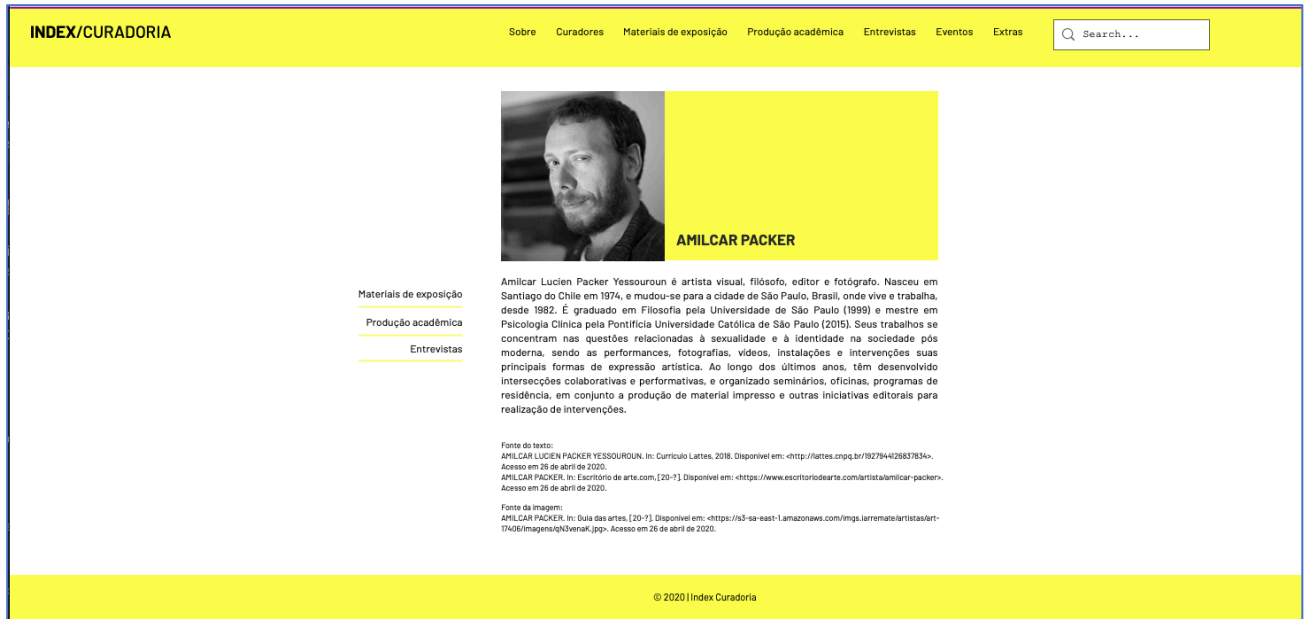 INDEX/CURADORIA
Sobre Curadores Materiais de exposição Produção acadêmica Entrevistas Eventos Extras Search...
AMILCAR PACKER
Materiais de exposição
Produção acadêmica
Entrevistas
Amilcar Lucien Packer Yessouroun é artista visual, filósofo, editor e fotógrafo. Nasceu em
Santiago do Chile em 1974, e mudou-se para a cidade de São Paulo, Brasil, onde vive e trabalha,
desde 1982. É graduado em Filosofia pela Universidade de São Paulo (1999) e mestre em
Psicologia Clínica pela Pontifícia Universidade Católica de São Paulo (2015). Seus trabalhos se
concentram nas questões relacionadas à sexualidade e à identidade na sociedade pós
moderna, sendo as performances, fotografias, vídeos, instalações e intervenções suas
principais formas de expressão artística. Ao longo dos últimos anos, têm desenvolvido
intersecções colaborativas e performativas, e organizado seminários, oficinas, programas de
residência, em conjunto a produção de material impresso e outras iniciativas editorais para
realização de intervenções.
Fonte do texto:
AMILCAR LUCIEN PACKER YESSOUROUN. In: Currículo Lattes, 2018. Disponível em: <http://lattes.cnpq.br/1927944126837834>.
Acesso em 26 de abril de 2020.
AMILCAR PACKER. In: Escritório de arte.com, [20-?]. Disponível em: <https://www.escritoriodearte.com/artista/amilcar-packer>.
Acesso em 26 de abril de 2020.
Fonte da imagem:
AMILCAR PACKER. In: Guia das artes, [20-?]. Disponível em: <https://s3-sa-east-1.amazonaws.com/imgs.iarremate/artistas/art-
17406/imagens/qN3venaK.jpg>. Acesso em 26 de abril de 2020.
© 2020 | Index Curadoria